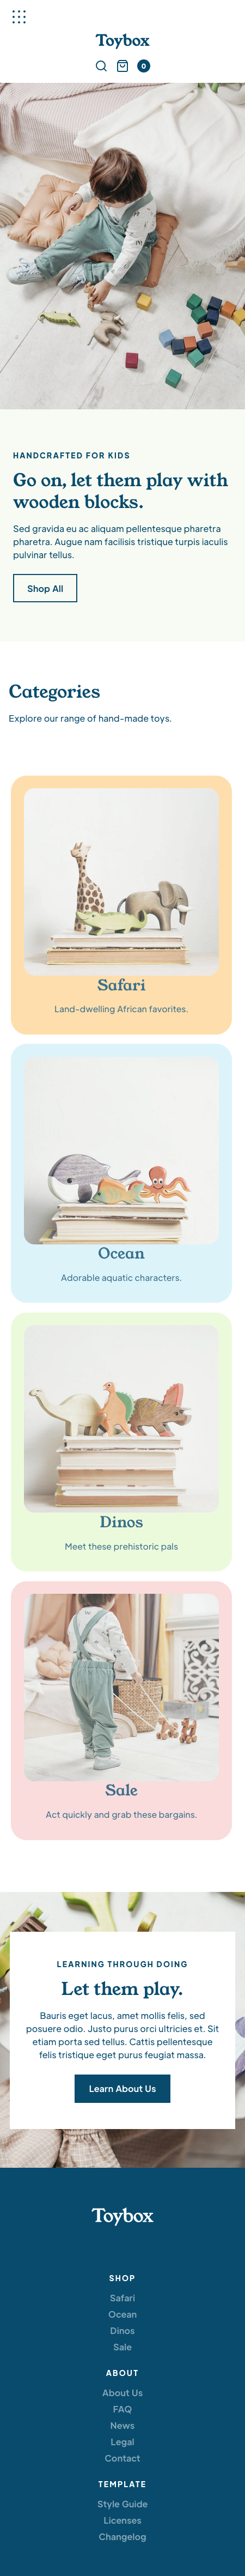 Toybox
0
HANDCRAFTED FOR KIDS
Go on, let them play with
wooden blocks.
Sed gravida eu ac aliquam pellentesque pharetra
pharetra. Augue nam facilisis tristique turpis iaculis
pulvinar tellus.
Shop All
Categories
Explore our range of hand-made toys.
Safari
Land-dwelling African favorites.
Ocean
Adorable aquatic characters.
Dinos
Meet these prehistoric pals
Sale
Act quickly and grab these bargains.
LEARNING THROUGH DOING
Let them play.
Bauris eget lacus, amet mollis felis, sed
posuere odio. Justo purus orci ultricies et. Sit
etiam porta sed tellus. Cattis pellentesque
felis tristique eget purus feugiat massa.
Learn About Us
Toybox
SHOP
Safari
Ocean
Dinos
Sale
ABOUT
About Us
FAQ
News
Legal
Contact
TEMPLATE
Style Guide
Licenses
Changelog